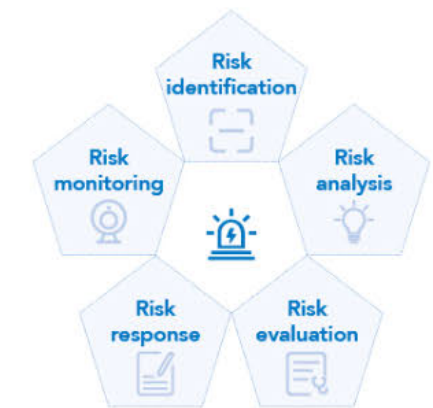 Risk
identification
Risk
analysis
Risk
evaluation
Risk
response
Risk
monitoring